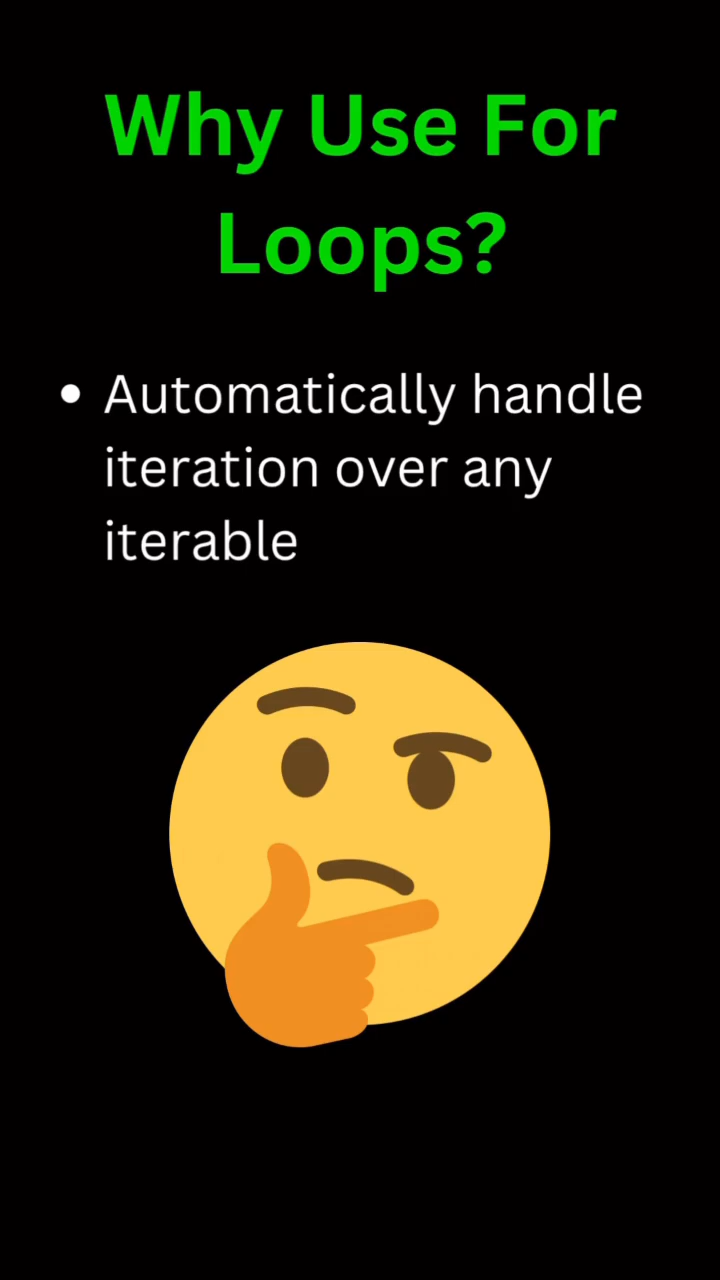 Why Use For
Loops?
• Automatically handle
iteration over any
iterable